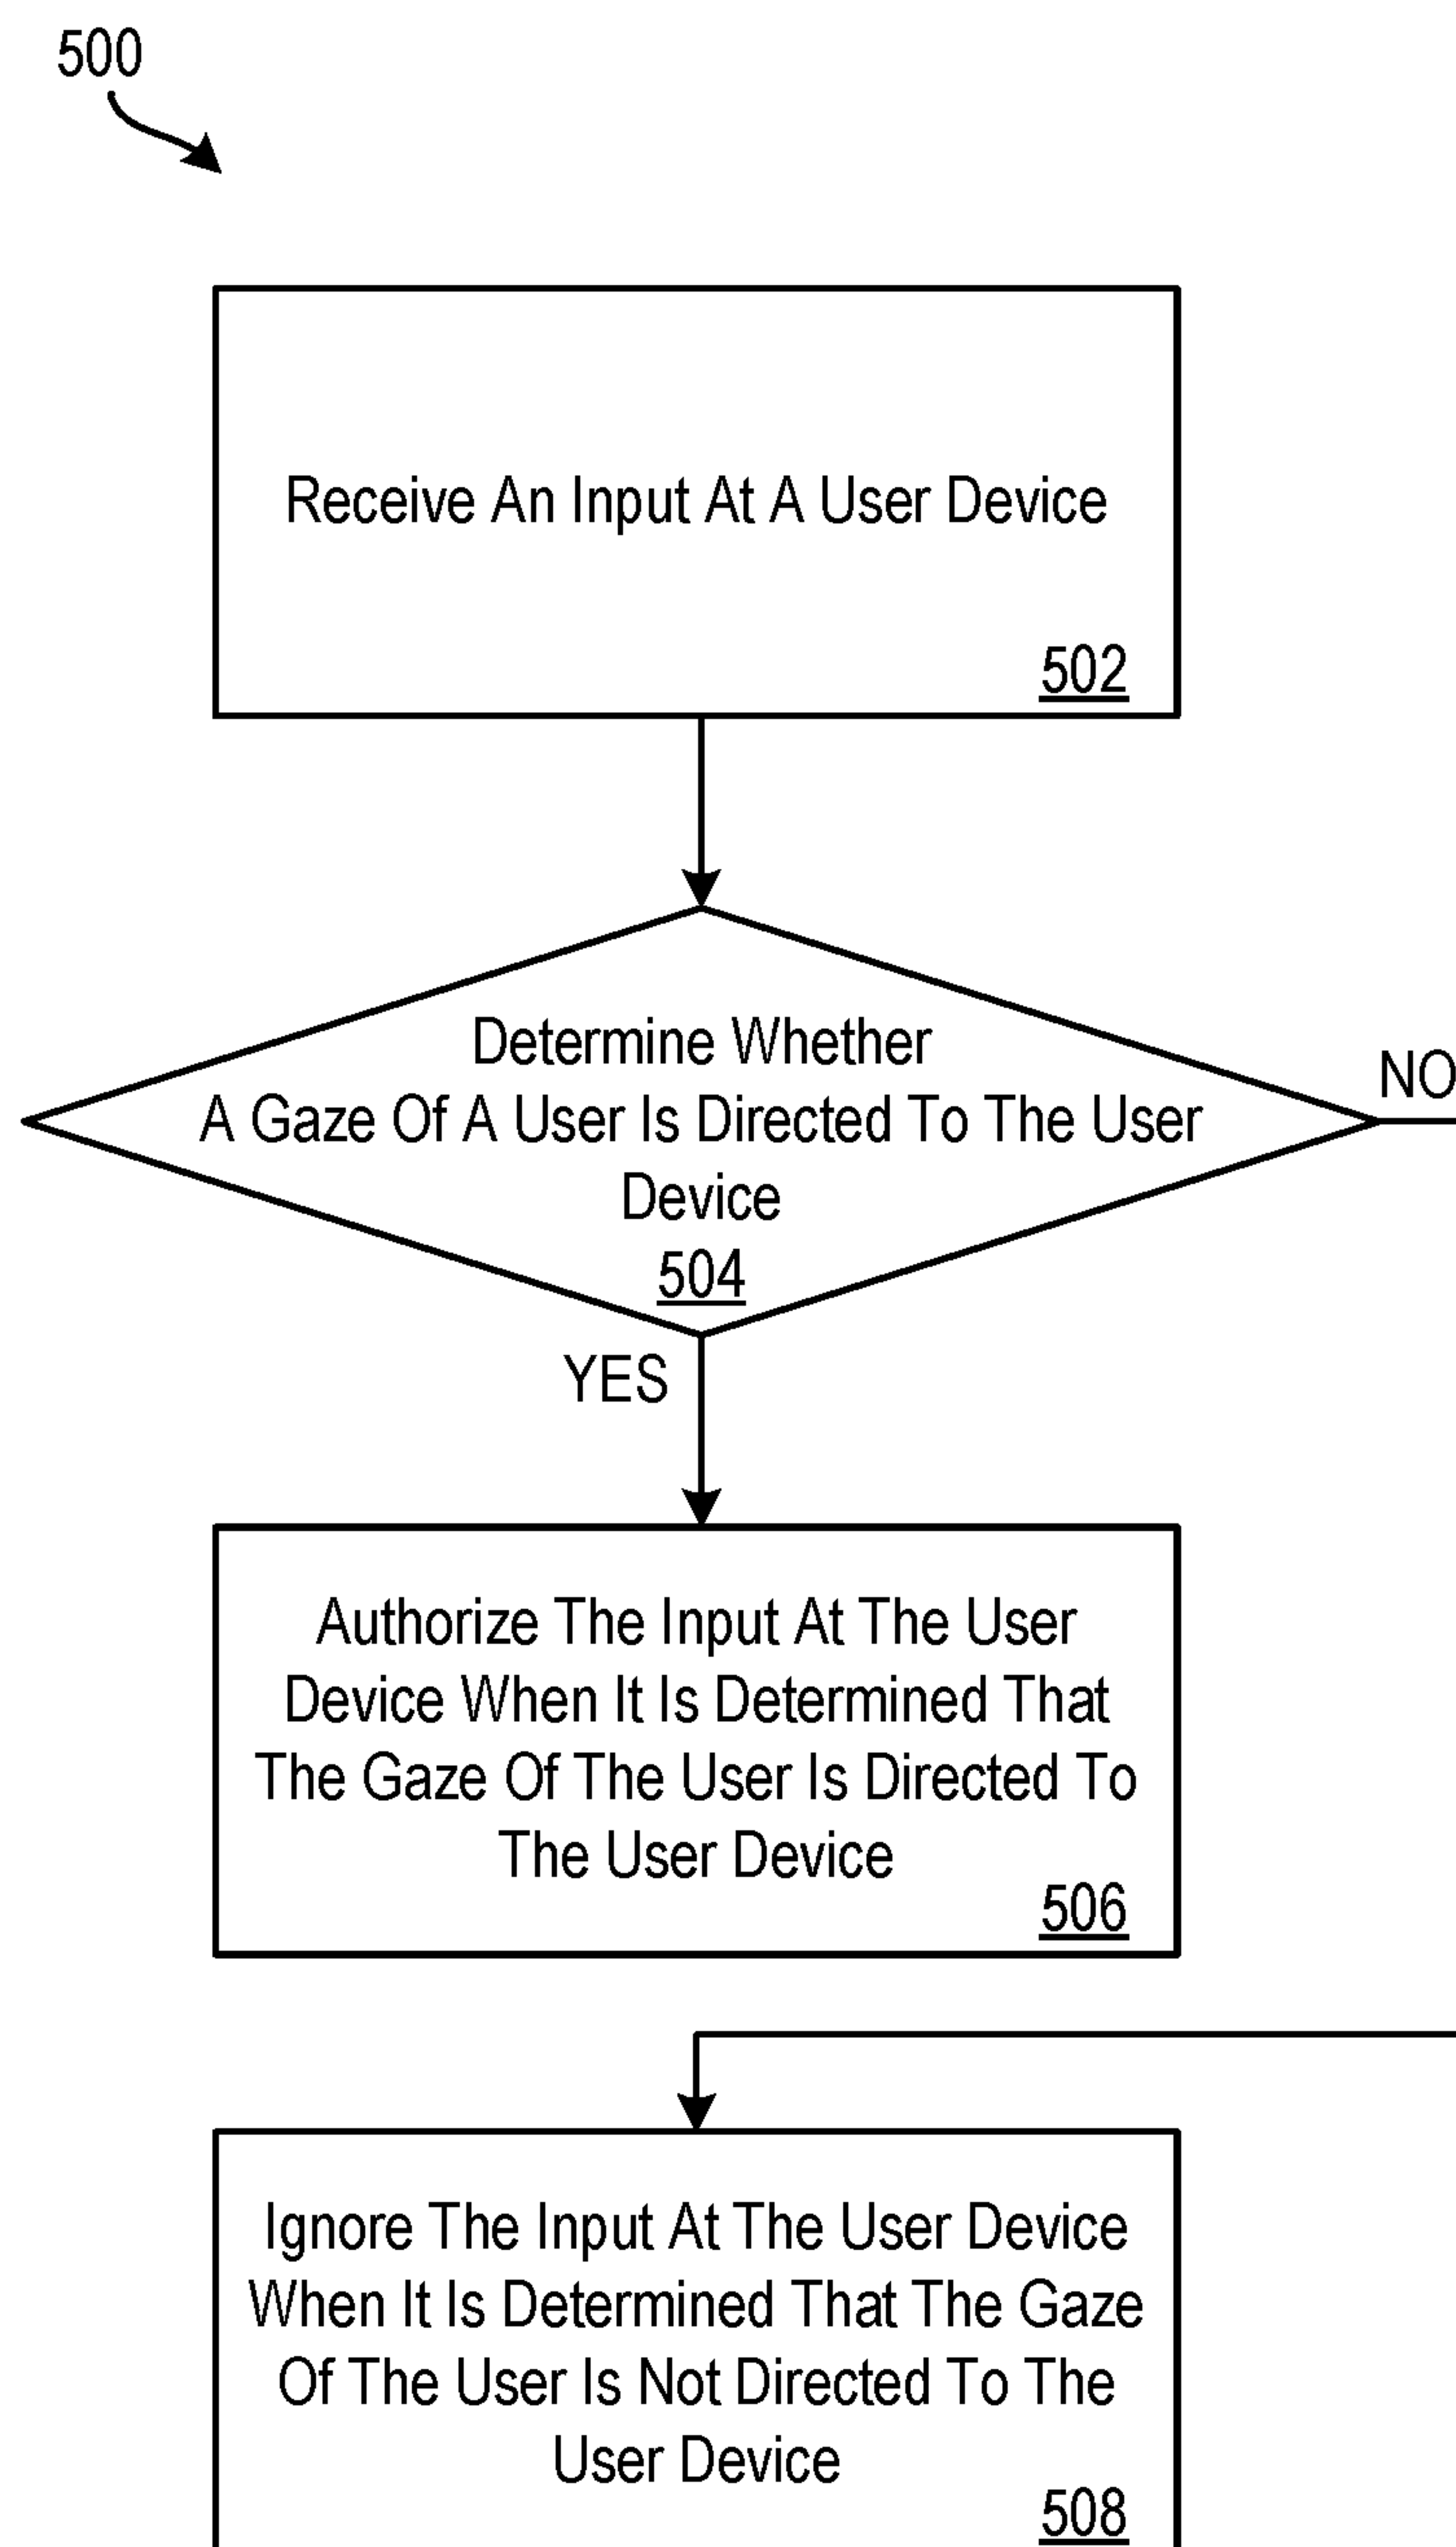 500
Receive An Input At A User Device
502
Determine Whether
A Gaze Of A User Is Directed To The User
Device
504
NO
YES
Authorize The Input At The User
Device When It Is Determined That
The Gaze Of The User Is Directed To
The User Device
506
Ignore The Input At The User Device
When It Is Determined That The Gaze
Of The User Is Not Directed To The
User Device
508